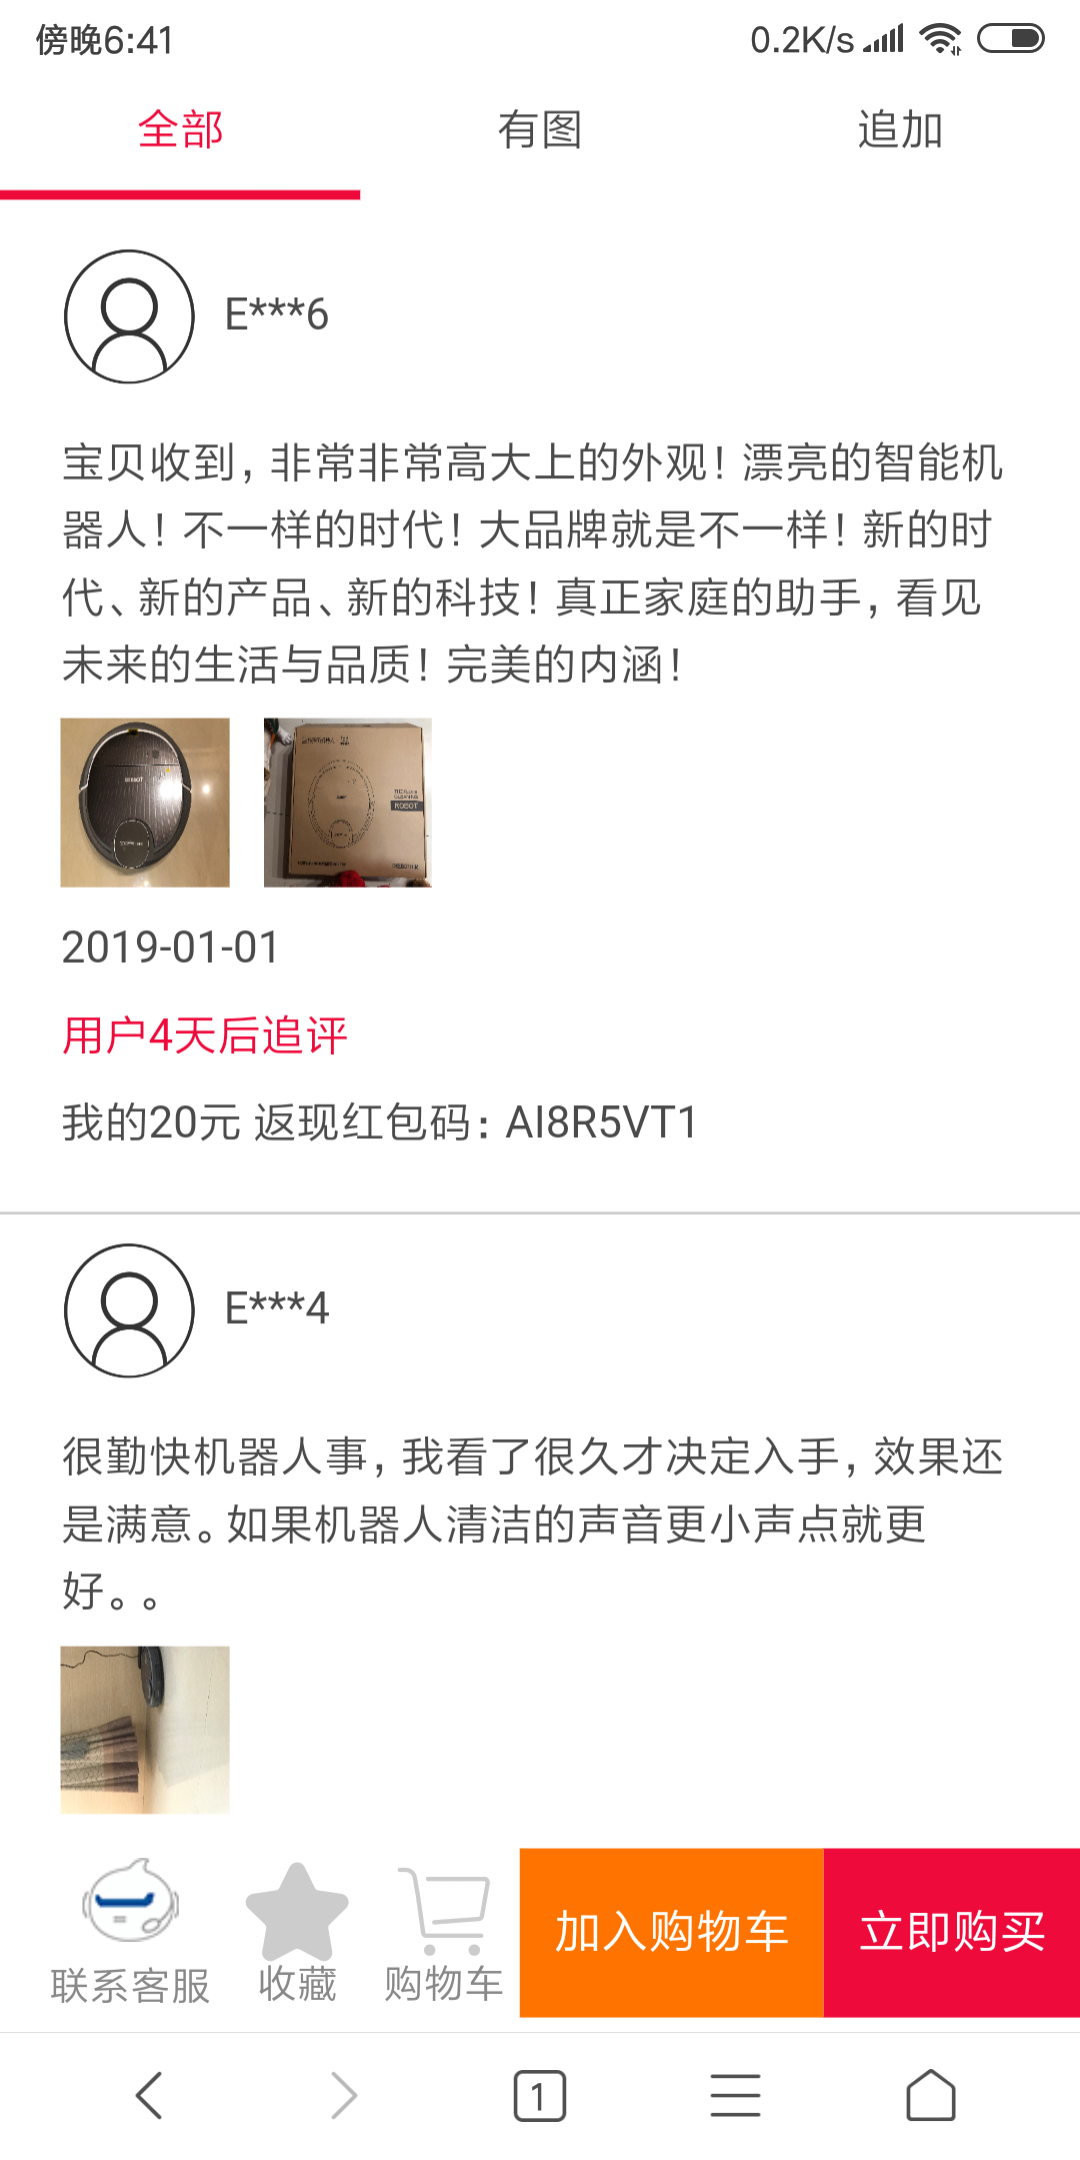 傍晚6:41
0.2K/s
全部
有图
追加
E***6
宝贝收到，非常非常高大上的外观！漂亮的智能机
器人！不一样的时代！大品牌就是不一样！新的时
代、新的产品、新的科技！真正家庭的助手，看见
未来的生活与品质！完美的内涵！
ROBOT
2019-01-01
用户4天后追评
我的20元 返现红包码：AI8R5VT1
E***4
很勤快机器人事，我看了很久才决定入手，效果还
是满意。如果机器人清洁的声音更小声点就更
好。。
联系客服
收藏
购物车
加入购物车
立即购买
1